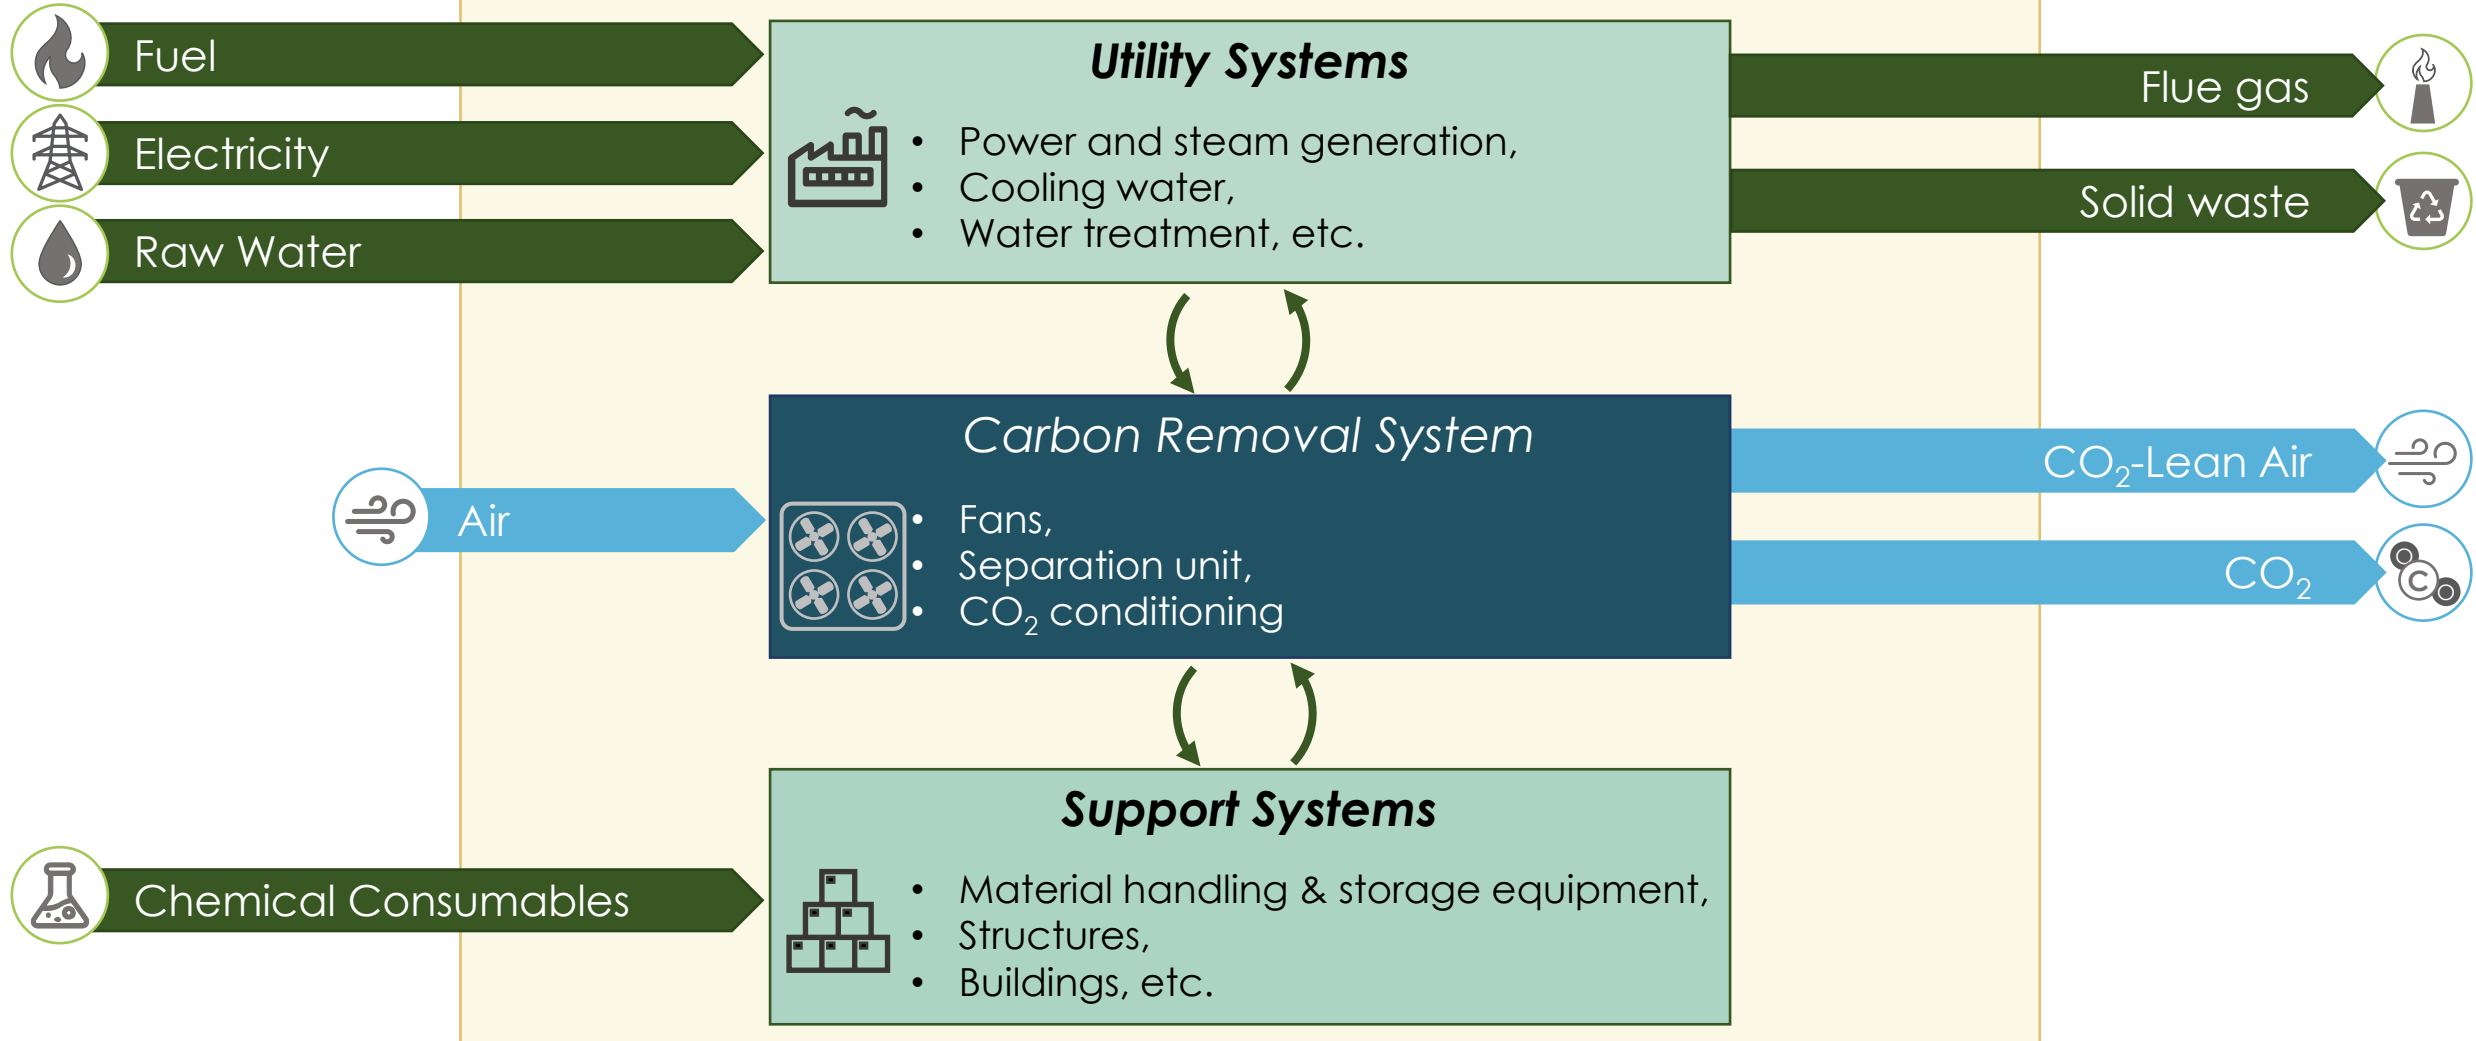 Fuel
Electricity
Raw Water
Utility Systems
• Power and steam generation,
• Cooling water,
• Water treatment, etc.
Flue gas
Solid waste
Air
Carbon Removal System
• Fans,
• Separation unit,
• CO₂ conditioning
CO₂-Lean Air
CO₂
C
Chemical Consumables
Support Systems
• Material handling & storage equipment,
• Structures,
• Buildings, etc.